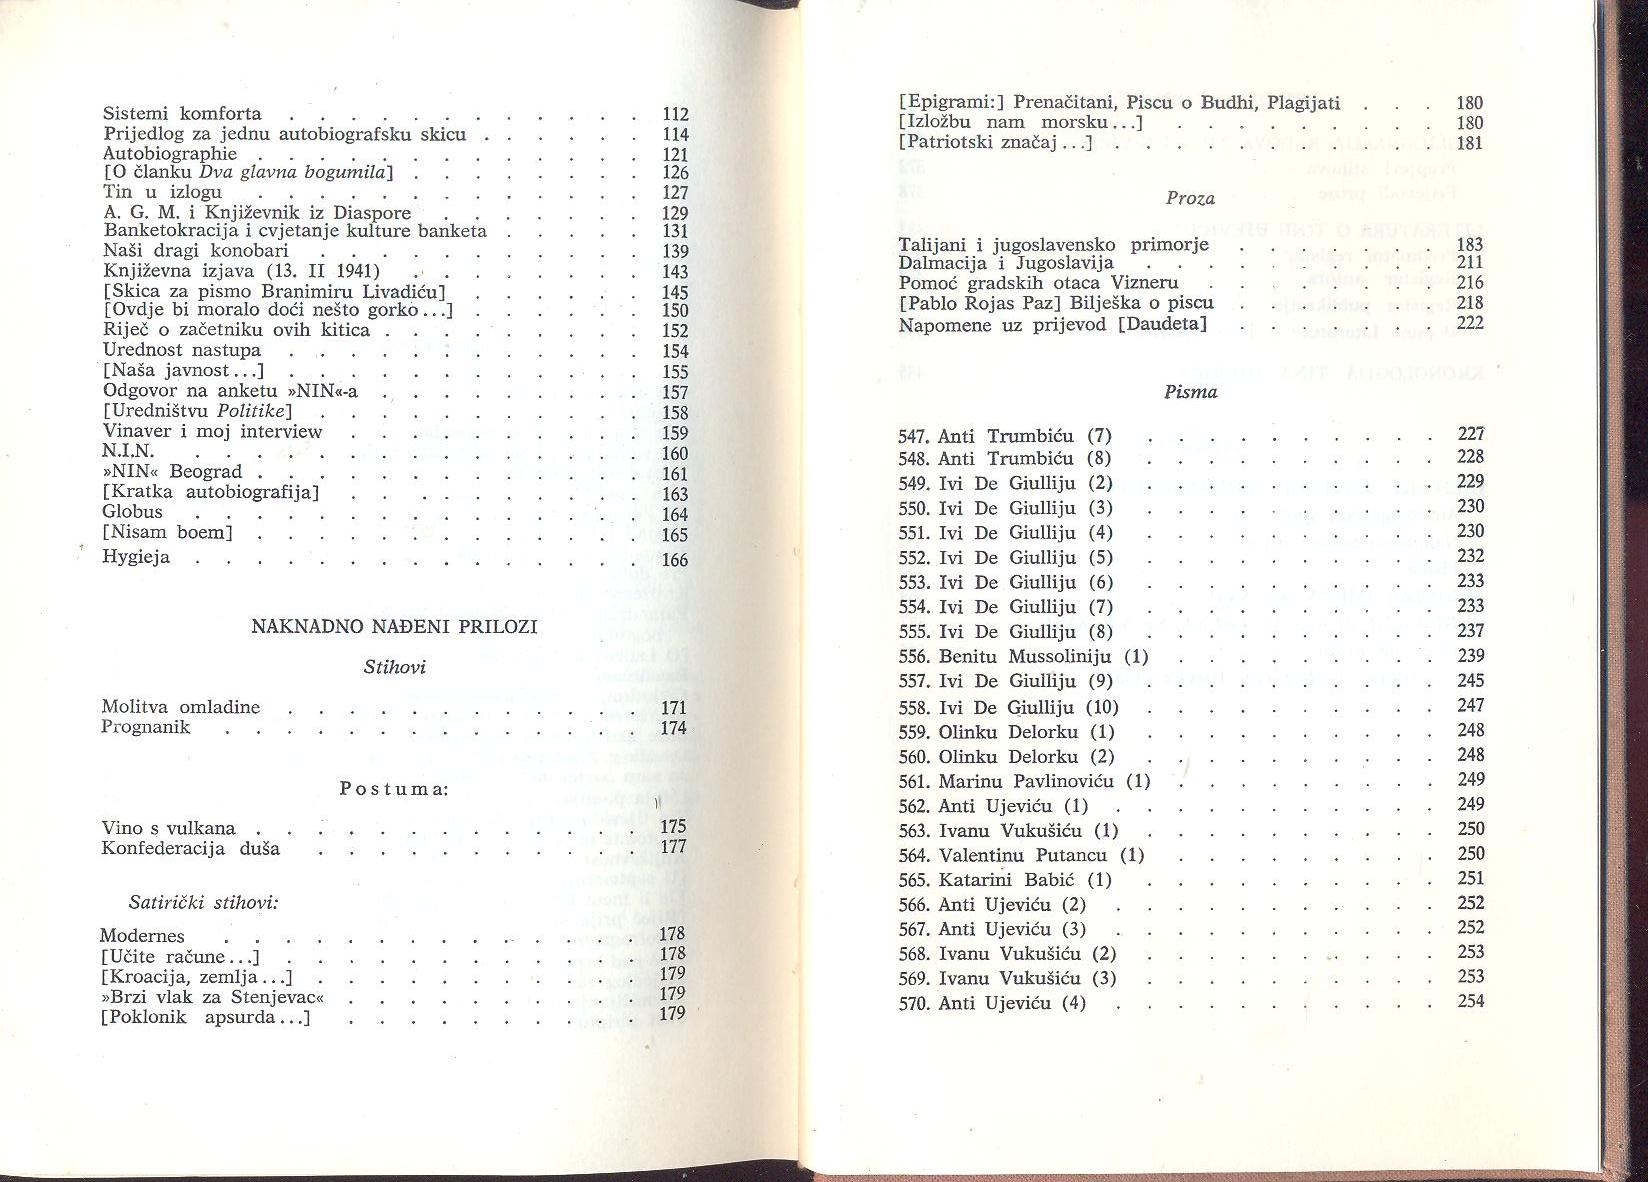 Sistemi komforta . . . . . . . . . . . . 112
Prijedlog za jednu autobiografsku skicu . . . . . . 114
Autobiographie . . . . . . . . . . . . . 121
[O članku Dva glavna bogumila] . . . . . . . . 126
Tin u izlogu . . . . . . . . . . . . . 127
A. G. M. i Književnik iz Diaspore . . . . . . . 129
Banketokracija i cvjetanje kulture banketa . . . . . 131
Naši dragi konobari . . . . . . . . . . . 139
Književna izjava (13. II 1941) . . . . . . . . 143
[Skica za pismo Branimiru Livadiću] . . . . . . 145
[Ovdje bi moralo doći nešto gorko...] . . . . . . 150
Riječ o začetniku ovih kitica . . . . . . . . . 152
Urednost nastupa . . . . . . . . . . . . 154
[Naša javnost...] . . . . . . . . . . . . 155
Odgovor na anketu »NIN«-a . . . . . . . . . 157
[Uredništvu Politike] . . . . . . . . . . . 158
Vinaver i moj interview . . . . . . . . . . 159
N.I.N. . . . . . . . . . . . . . . . 160
»NIN« Beograd . . . . . . . . . . . . . 161
[Kratka autobiografija] . . . . . . . . . . 163
Globus . . . . . . . . . . . . . . . 164
[Nisam boem] . . . . . . . . . . . . . 165
Hygieja . . . . . . . . . . . . . . . 166
NAKNADNO NAĐENI PRILOZI
Stihovi
Molitva omladine . . . . . . . . . . . . 171
Prognanik . . . . . . . . . . . . . . 174
Postuma:
Vino s vulkana . . . . . . . . . . . . . 175
Konfederacija duša . . . . . . . . . . . 177
Satirički stihovi:
Modernes . . . . . . . . . . . . . . 178
[Učite račune...] . . . . . . . . . . . . 178
[Kroacija, zemlja...] . . . . . . . . . . . 179
»Brzi vlak za Stenjevac« . . . . . . . . . . 179
[Poklonik apsurda...] . . . . . . . . . . 179
[Epigrami:] Prenačitani, Piscu o Budhi, Plagijati . . . 180
[Izložbu nam morsku...] . . . . . . . . . 180
[Patriotski značaj...] . . . . . . . . . . 181
Proza
Talijani i jugoslavensko primorje . . . . . . . 183
Dalmacija i Jugoslavija . . . . . . . . . . 211
Pomoć gradskih otaca Vizneru . . . . . . . . 216
[Pablo Rojas Paz] Bilješka o piscu . . . . . . . 218
Napomene uz prijevod [Daudeta] . . . . . . . 222
Pisma
547. Anti Trumbiću (7) . . . . . . . . . . 227
548. Anti Trumbiću (8) . . . . . . . . . . 228
549. Ivi De Giulliju (2) . . . . . . . . . . 229
550. Ivi De Giulliju (3) . . . . . . . . . . 230
551. Ivi De Giulliju (4) . . . . . . . . . . 230
552. Ivi De Giulliju (5) . . . . . . . . . . 232
553. Ivi De Giulliju (6) . . . . . . . . . . 233
554. Ivi De Giulliju (7) . . . . . . . . . . 233
555. Ivi De Giulliju (8) . . . . . . . . . . 237
556. Benitu Mussoliniju (1) . . . . . . . . . 239
557. Ivi De Giulliju (9) . . . . . . . . . . 245
558. Ivi De Giulliju (10) . . . . . . . . . . 247
559. Olinku Delorku (1) . . . . . . . . . . 248
560. Olinku Delorku (2) . . . . . . . . . . 248
561. Marinu Pavlinoviću (1) . . . . . . . . . 249
562. Anti Ujeviću (1) . . . . . . . . . . . 249
563. Ivanu Vukušiću (1) . . . . . . . . . . 250
564. Valentinu Putancu (1) . . . . . . . . . 250
565. Katarini Babić (1) . . . . . . . . . . 251
566. Anti Ujeviću (2) . . . . . . . . . . . 252
567. Anti Ujeviću (3) . . . . . . . . . . . 252
568. Ivanu Vukušiću (2) . . . . . . . . . . 253
569. Ivanu Vukušiću (3) . . . . . . . . . . 253
570. Anti Ujeviću (4) . . . . . . . . . . . 254